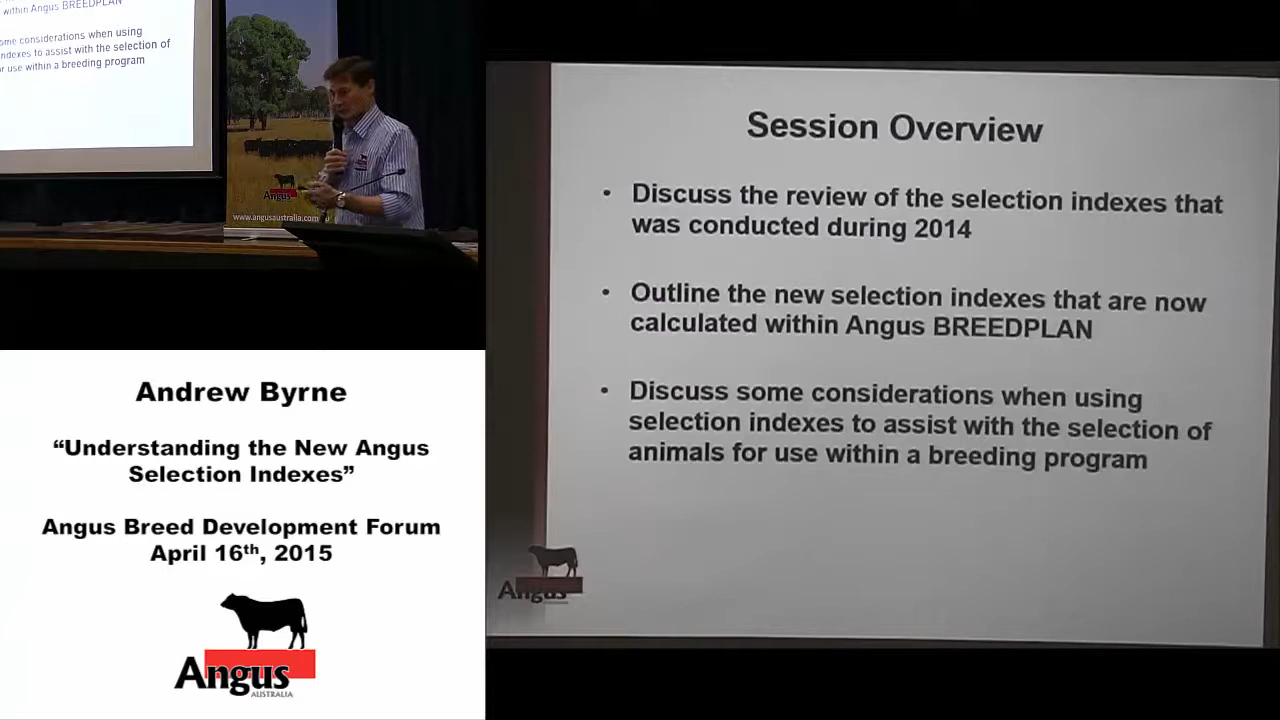 within Angus BREEDPLAN
ome considerations when using
ndexes to assist with the selection of
or use within a breeding program
Angus
www.angusaustralia.com
Session Overview
• Discuss the review of the selection indexes that
was conducted during 2014
• Outline the new selection indexes that are now
calculated within Angus BREEDPLAN
• Discuss some considerations when using
selection indexes to assist with the selection of
animals for use within a breeding program
Angus
Andrew Byrne
“Understanding the New Angus
Selection Indexes”
Angus Breed Development Forum
April 16th, 2015
Angus
AUSTRALIA